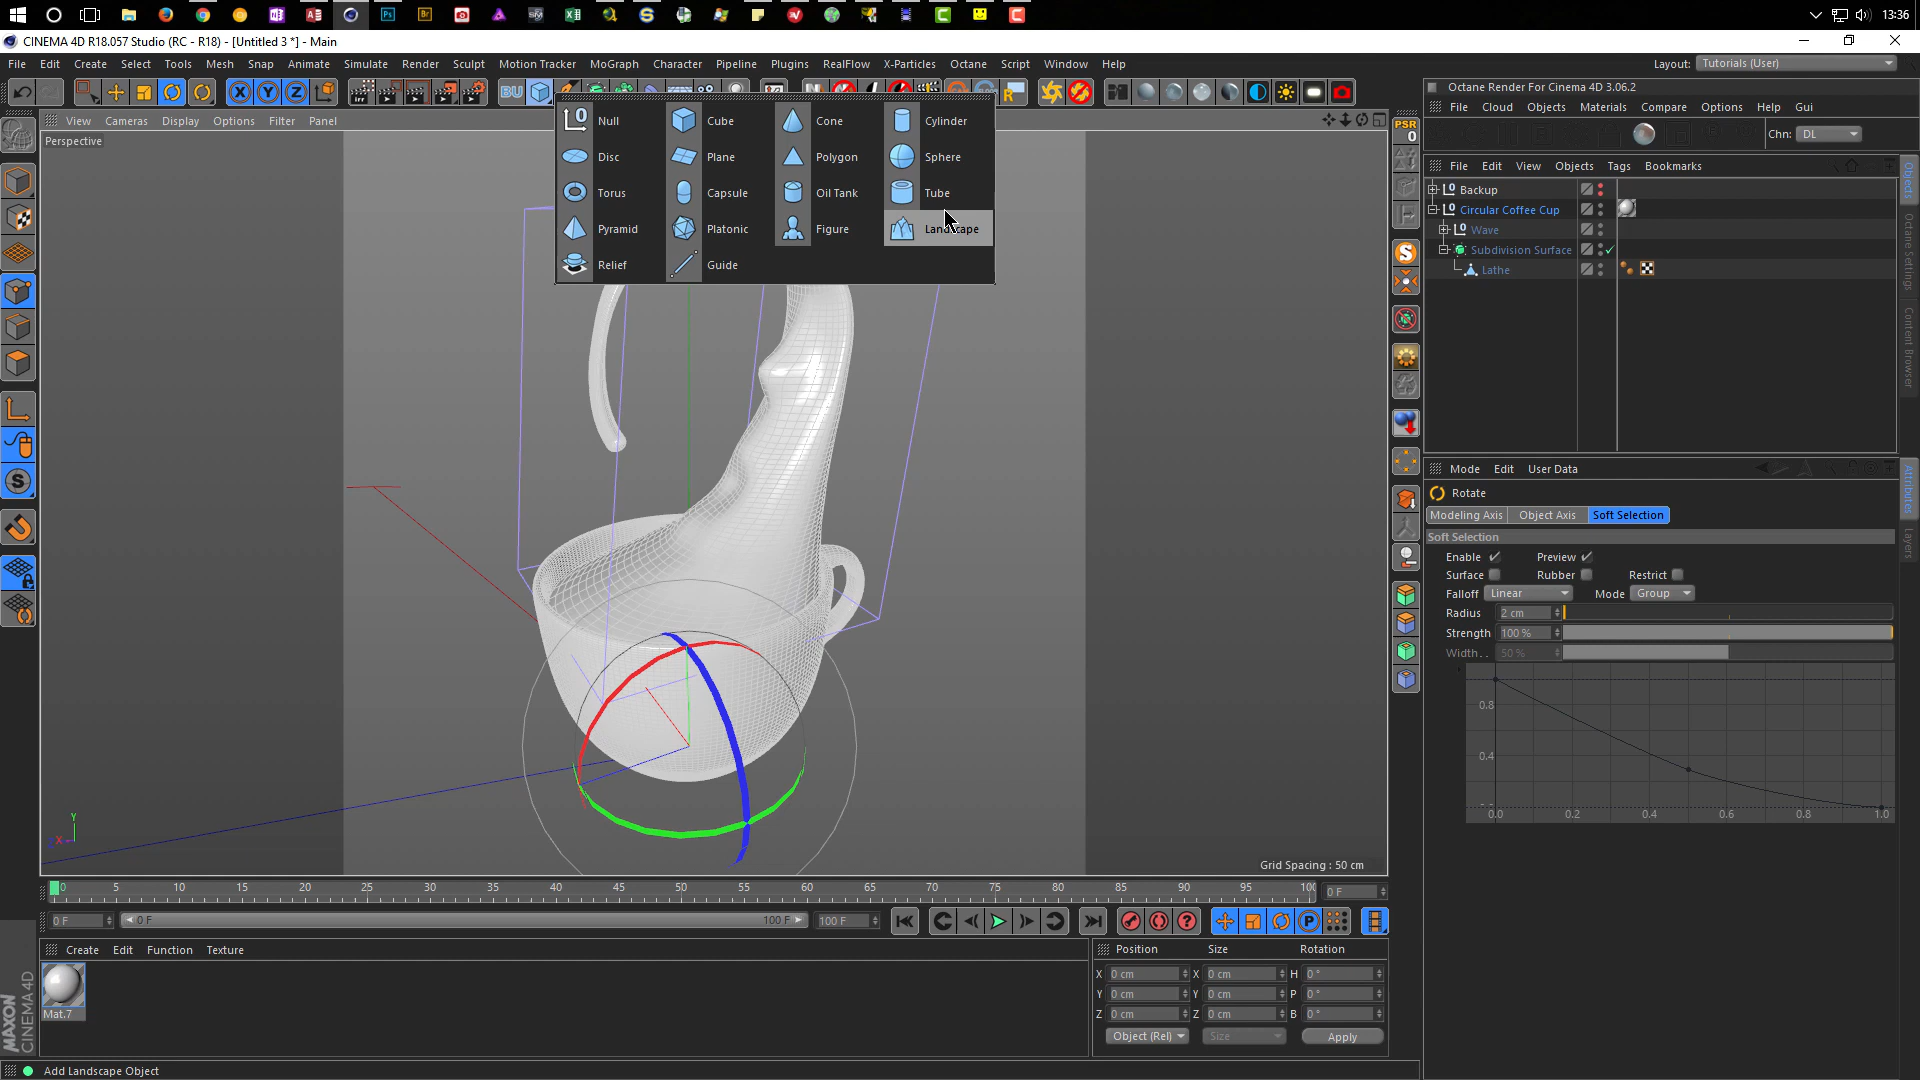 13:36
CINEMA 4D R18.057 Studio (RC - R18) - [Untitled 3 *] - Main
File Edit Create Select Tools Mesh Snap Animate Simulate Render Sculpt Motion Tracker MoGraph Character Pipeline Plugins RealFlow X-Particles Octane Script Window Help
Layout: Tutorials (User)
Octane Render For Cinema 4D 3.06.2
File Cloud Objects Materials Compare Options Help Gui
Chn: DL
View Cameras Display Options Filter Panel
Perspective
Null Cube Cone Cylinder
Disc Plane Polygon Sphere
Torus Capsule Oil Tank Tube
Pyramid Platonic Figure Landscape
Relief Guide
PSR
0
File Edit View Objects Tags Bookmarks
Backup
Circular Coffee Cup
Wave
Subdivision Surface
Lathe
Objects
Octane Settings
Content Browser
Mode Edit User Data
Rotate
Modeling Axis Object Axis Soft Selection
Soft Selection
Enable Preview
Surface Rubber Restrict
Falloff Linear Mode Group
Radius 2 cm
Strength 100 %
Width . . 50 %
0.8
0.4
0.0 0.2 0.4 0.6 0.8 1.0
Attributes
Layers
Y
X
Z
Grid Spacing : 50 cm
0 5 10 15 20 25 30 35 40 45 50 55 60 65 70 75 80 85 90 95 100
0 F
0 F 0 F 100 F 100 F
Create Edit Function Texture
Mat.7
Position Size Rotation
X 0 cm X 0 cm H 0 °
Y 0 cm Y 0 cm P 0 °
Z 0 cm Z 0 cm B 0 °
Object (Rel) Size Apply
MAXON
CINEMA 4D
Add Landscape Object